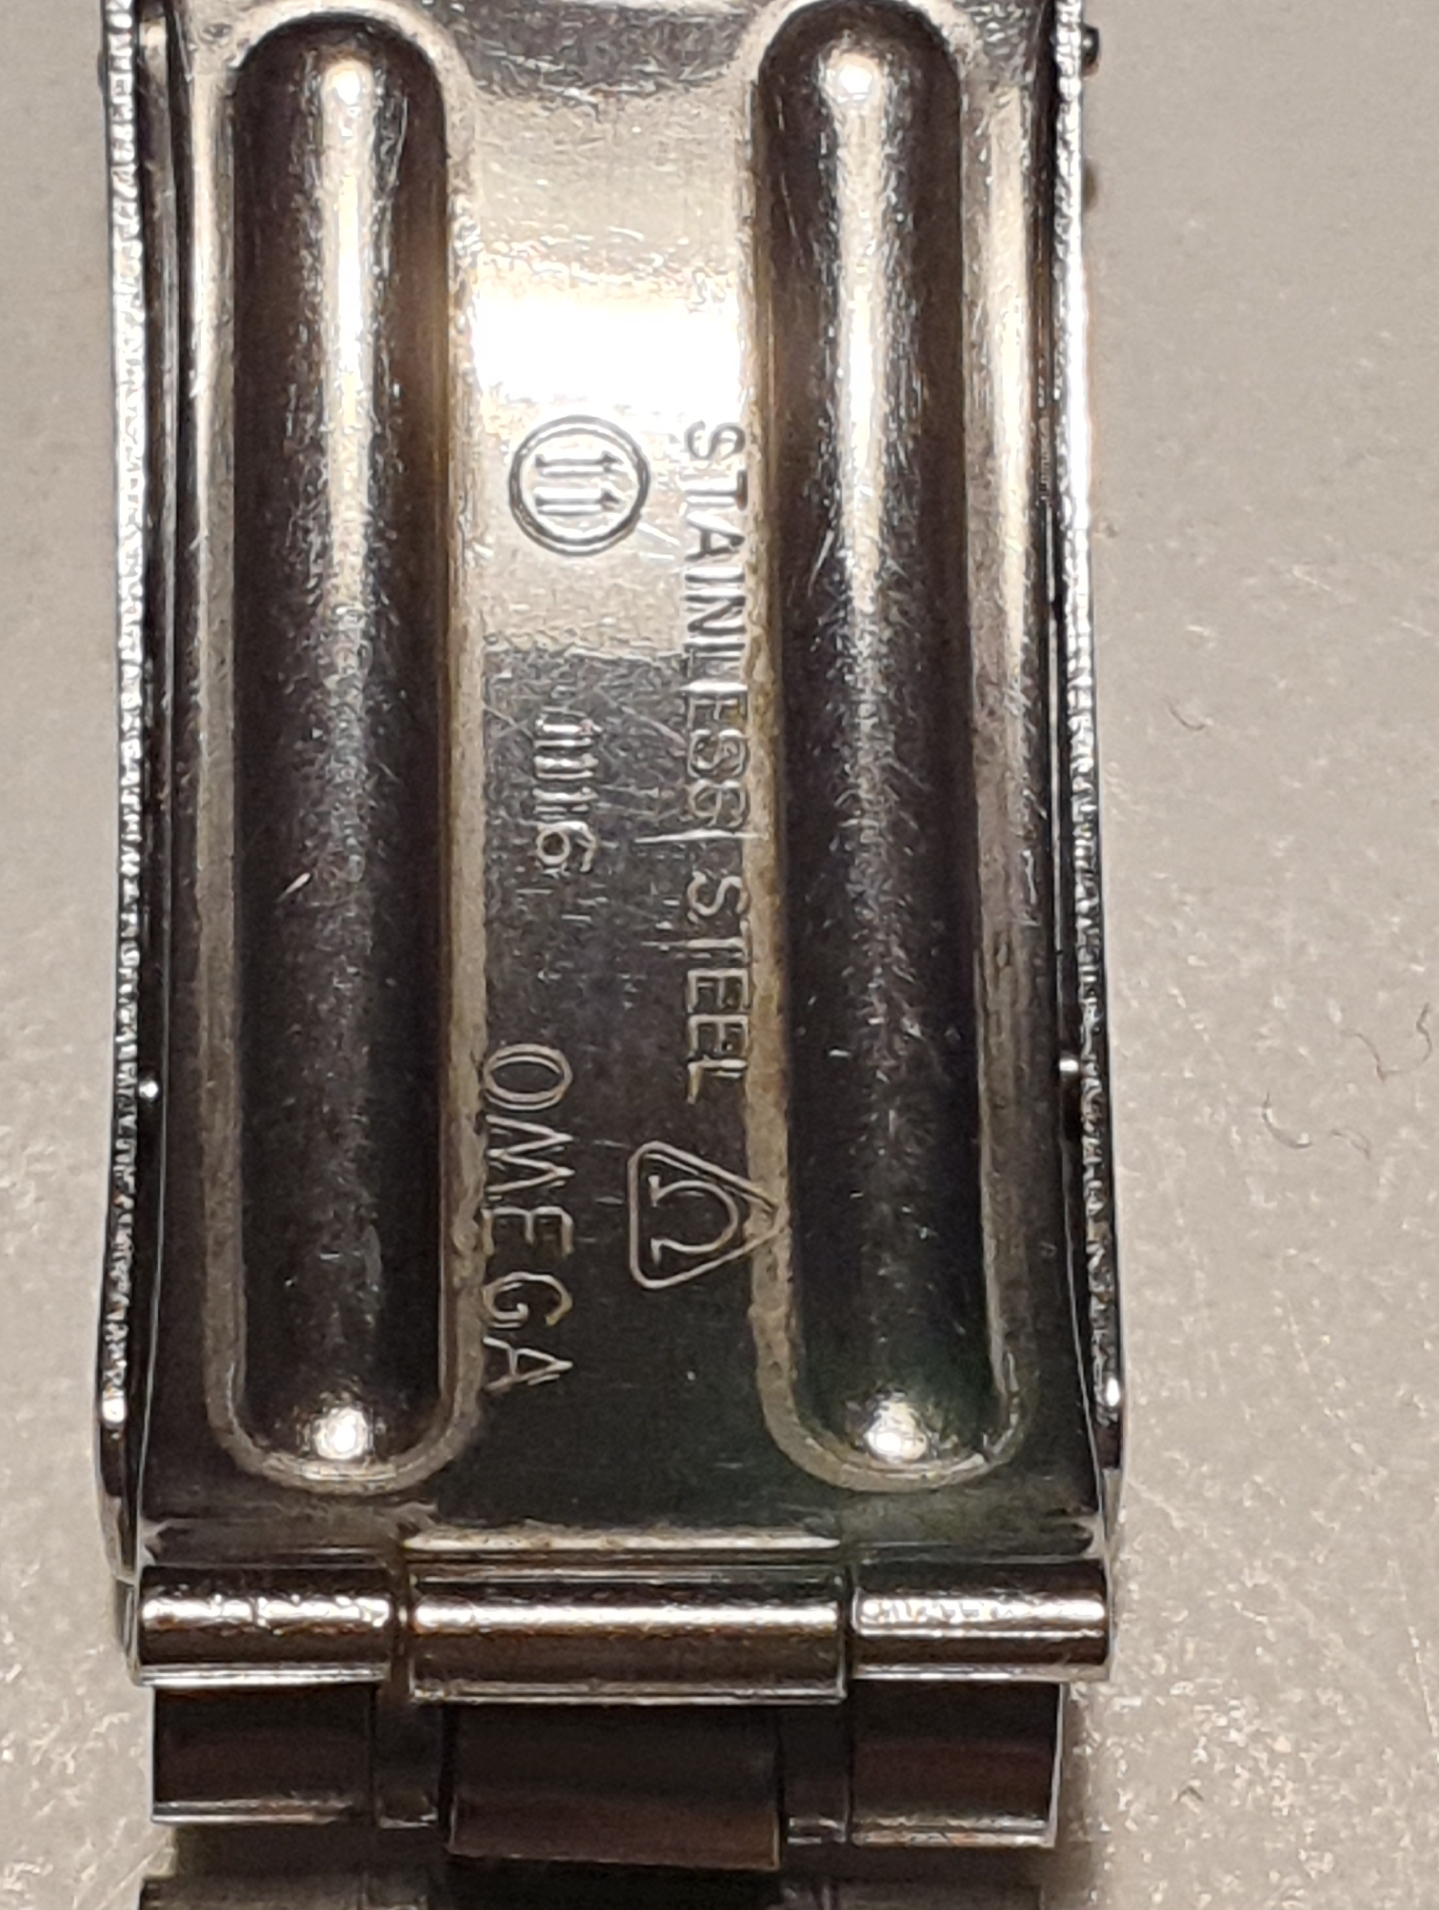 STAINLESS STEEL
Ω
1116
OMEGA